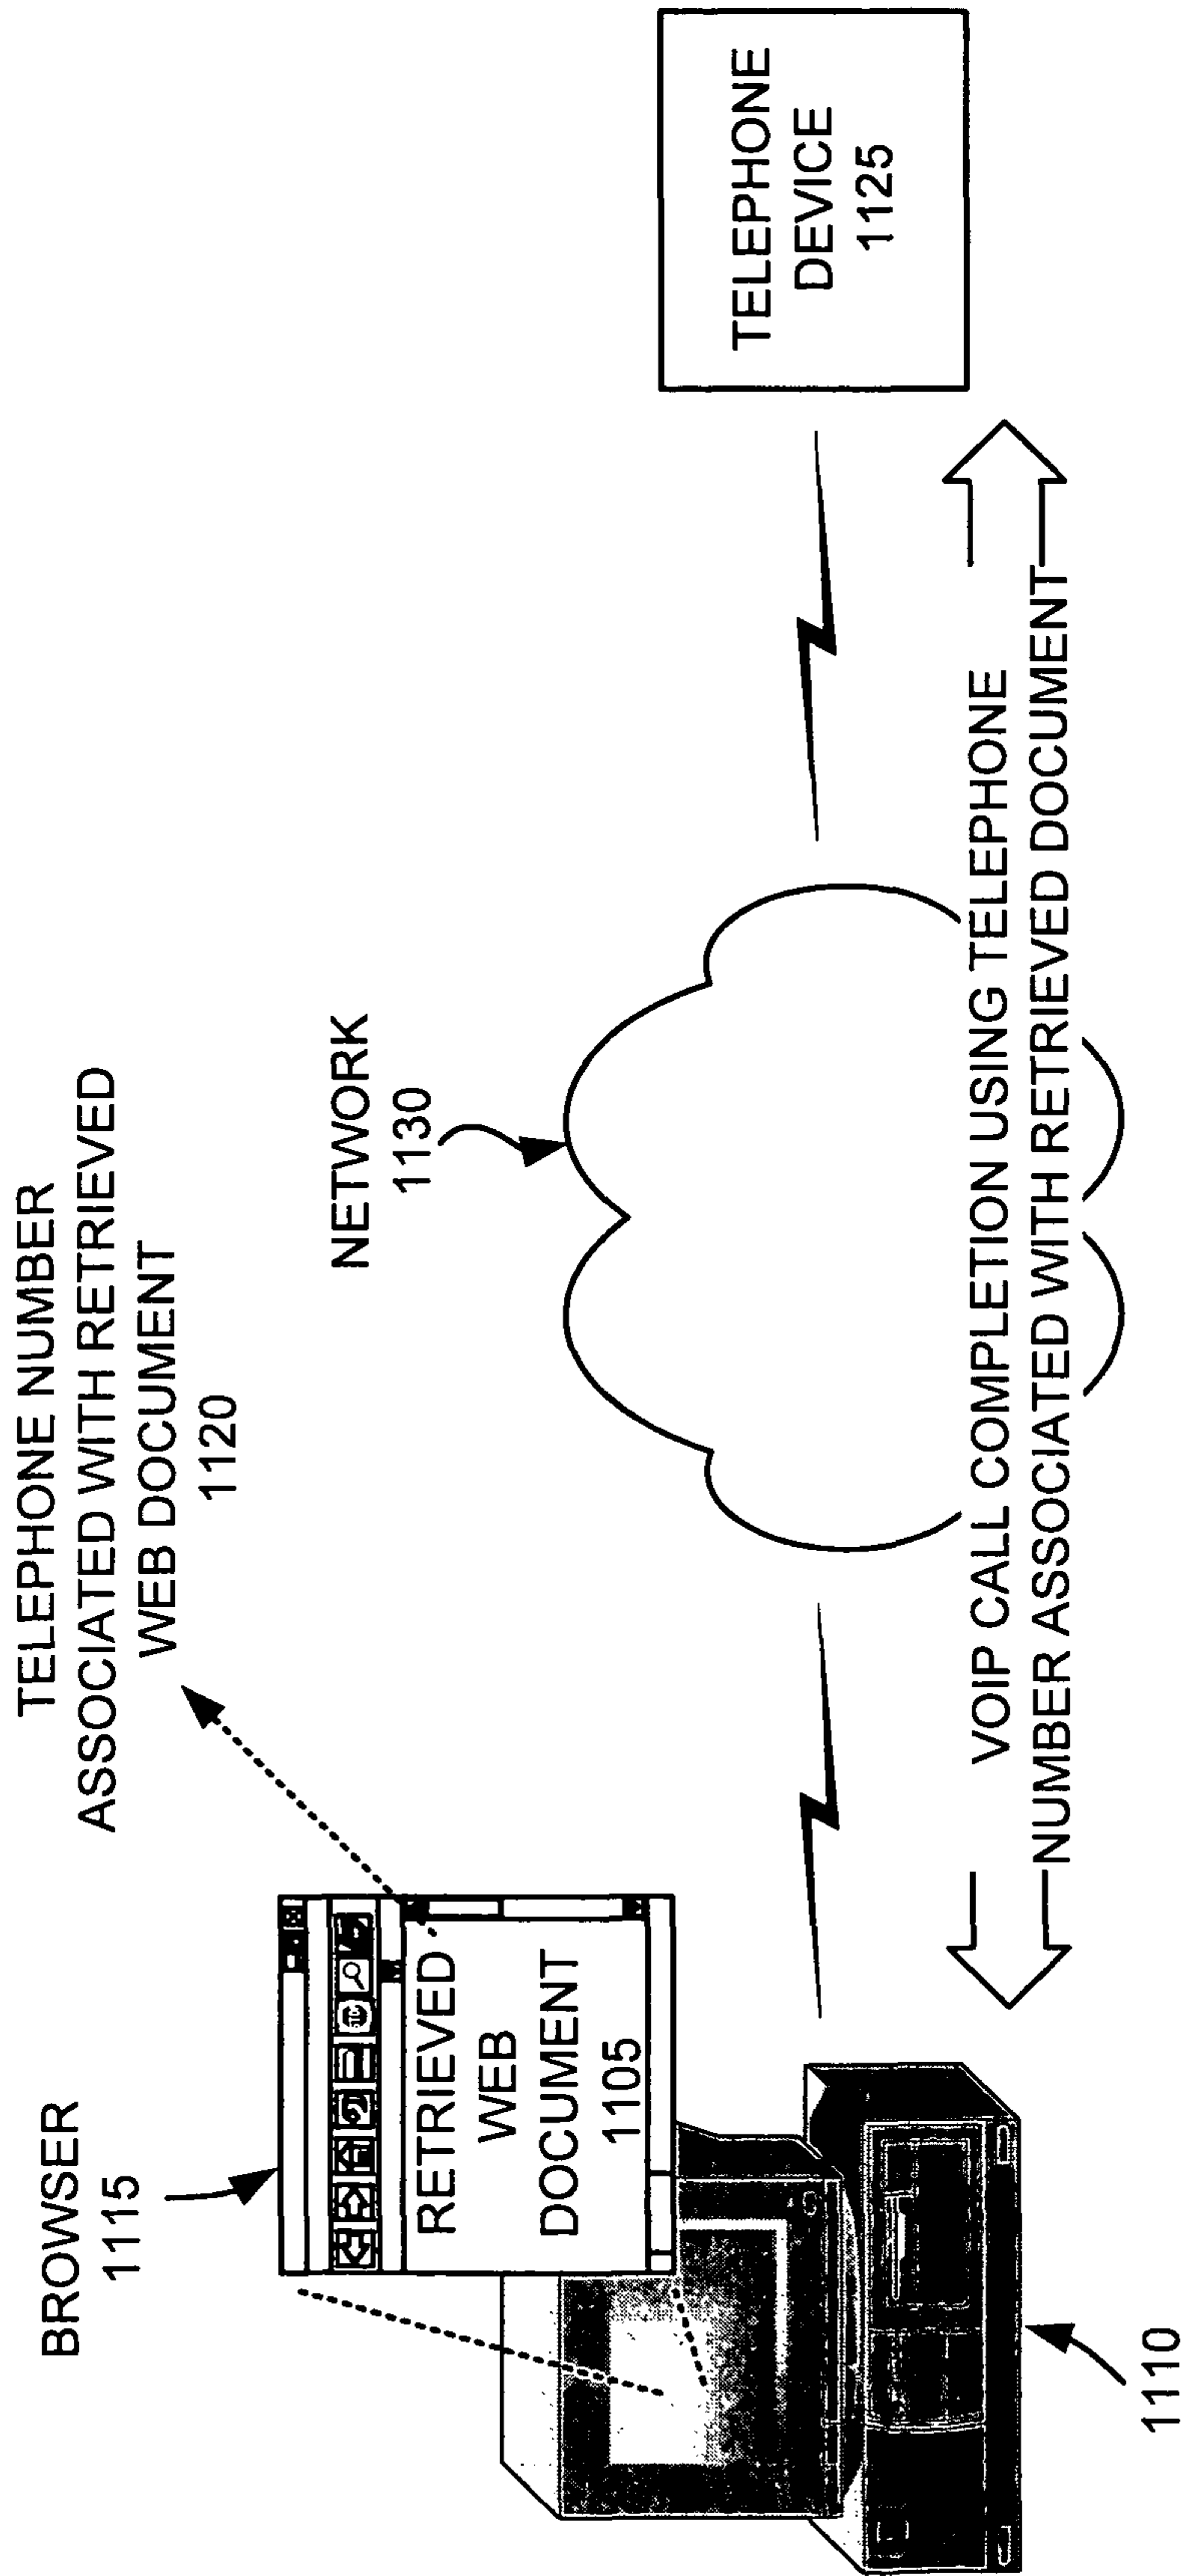 TELEPHONE NUMBER
ASSOCIATED WITH RETRIEVED
WEB DOCUMENT
1120
BROWSER
1115
NETWORK
1130
RETRIEVED
WEB
DOCUMENT
1105
TELEPHONE
DEVICE
1125
VOIP CALL COMPLETION USING TELEPHONE
NUMBER ASSOCIATED WITH RETRIEVED DOCUMENT
1110